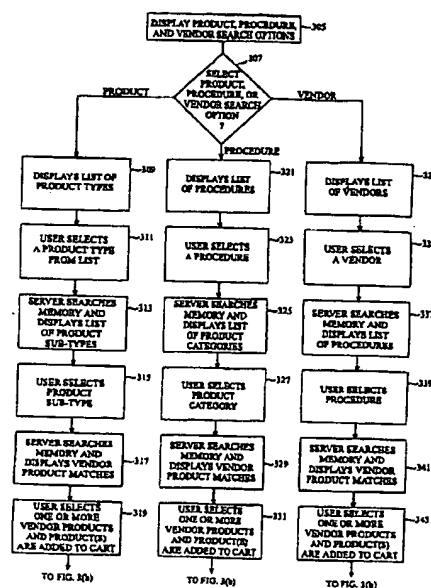 DISPLAY PRODUCT, PROCEDURE,
AND VENDOR SEARCH OPTIONS
305
307
SELECT
PRODUCT,
PROCEDURE, OR
VENDOR SEARCH
OPTION
?
PRODUCT
VENDOR
PROCEDURE
DISPLAYS LIST OF
PRODUCT TYPES
309
USER SELECTS
A PRODUCT TYPE
FROM LIST
311
SERVER SEARCHES
MEMORY AND
DISPLAYS LIST
OF PRODUCT
SUB-TYPES
313
USER SELECTS
PRODUCT
SUB-TYPE
315
SERVER SEARCHES
MEMORY AND
DISPLAYS VENDOR
PRODUCT MATCHES
317
USER SELECTS
ONE OR MORE
VENDOR PRODUCTS
AND PRODUCT(S)
ARE ADDED TO CART
319
TO FIG. 3(b)
DISPLAYS LIST
OF PROCEDURES
321
USER SELECTS
A PROCEDURE
323
SERVER SEARCHES
MEMORY AND
DISPLAYS LIST
OF PRODUCT
CATEGORIES
325
USER SELECTS
PRODUCT
CATEGORY
327
SERVER SEARCHES
MEMORY AND
DISPLAYS VENDOR
PRODUCT MATCHES
329
USER SELECTS
ONE OR MORE
VENDOR PRODUCTS
AND PRODUCT(S)
ARE ADDED TO CART
331
TO FIG. 3(b)
DISPLAYS LIST
OF VENDORS
USER SELECTS
A VENDOR
SERVER SEARCHES
MEMORY AND
DISPLAYS LIST
OF PROCEDURES
337
USER SELECTS
PROCEDURE
339
SERVER SEARCHES
MEMORY AND
DISPLAYS VENDOR
PRODUCT MATCHES
341
USER SELECTS
ONE OR MORE
VENDOR PRODUCTS
AND PRODUCT(S)
ARE ADDED TO CART
343
TO FIG. 3(b)